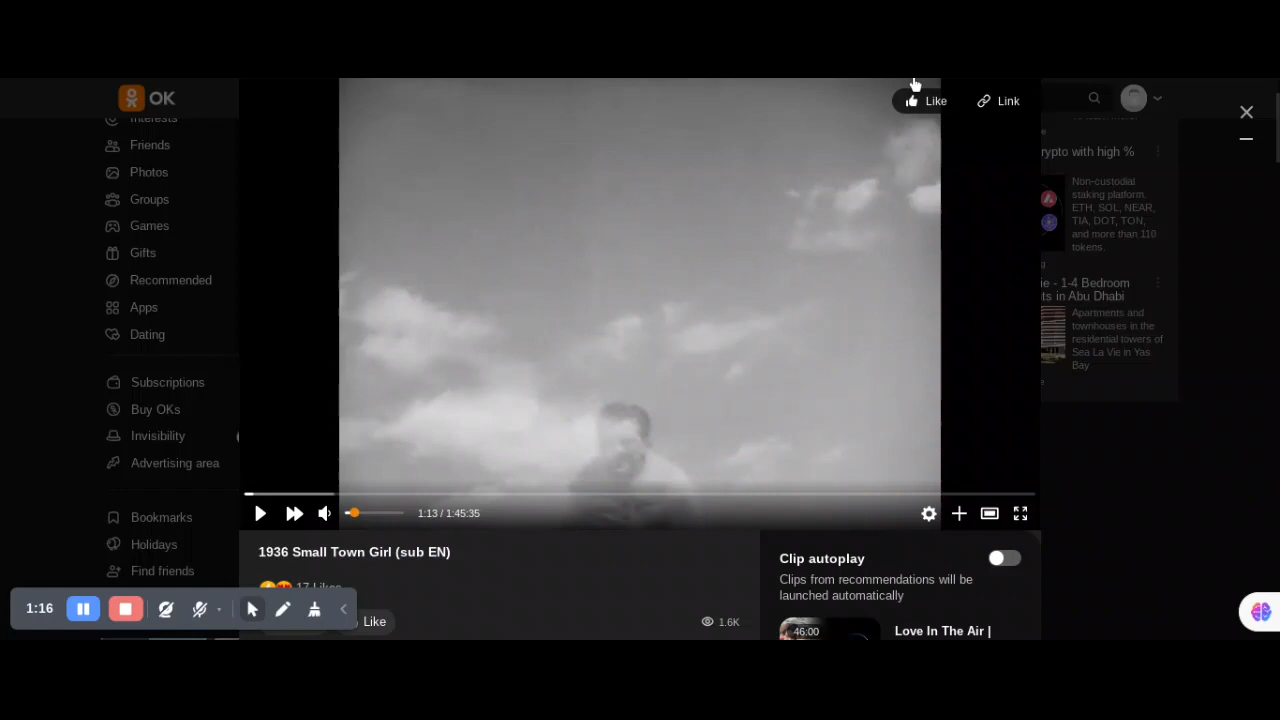 OK
Interests
Friends
Photos
Groups
Games
Gifts
Recommended
Apps
Dating
Subscriptions
Buy OKs
Invisibility
Advertising area
Bookmarks
Holidays
Find friends
Like
Link
1:13 / 1:45:35
1936 Small Town Girl (sub EN)
17 Likes
Like
1.6K
Clip autoplay
Clips from recommendations will be
launched automatically
46:00
Love In The Air |
rypto with high %
Non-custodial
staking platform.
ETH, SOL, NEAR,
TIA, DOT, TON,
and more than 110
tokens.
ie - 1-4 Bedroom
ts in Abu Dhabi
Apartments and
townhouses in the
residential towers of
Sea La Vie in Yas
Bay
1:16